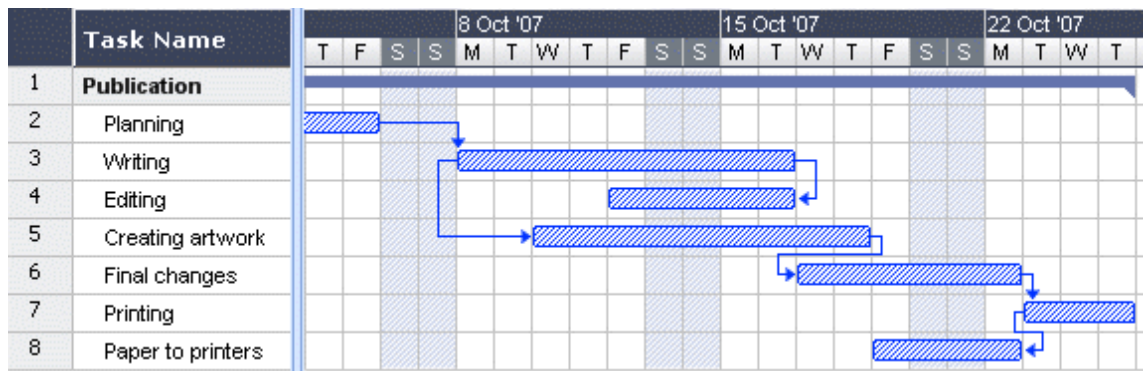 Task Name
8 Oct '07 15 Oct '07 22 Oct '07
T F S S M T W T F S S M T W T F S S M T W T
1 Publication
2 Planning
3 Writing
4 Editing
5 Creating artwork
6 Final changes
7 Printing
8 Paper to printers